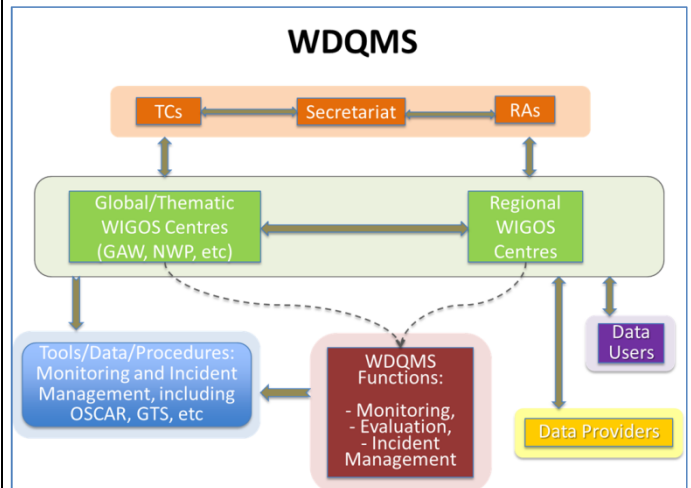 WDQMS
TCs
Secretariat
RAs
Global/Thematic
WIGOS Centres
(GAW, NWP, etc)
Regional
WIGOS
Centres
Data
Users
Tools/Data/Procedures:
Monitoring and Incident
Management, including
OSCAR, GTS, etc
WDQMS
Functions:
- Monitoring,
- Evaluation,
- Incident
Management
Data Providers